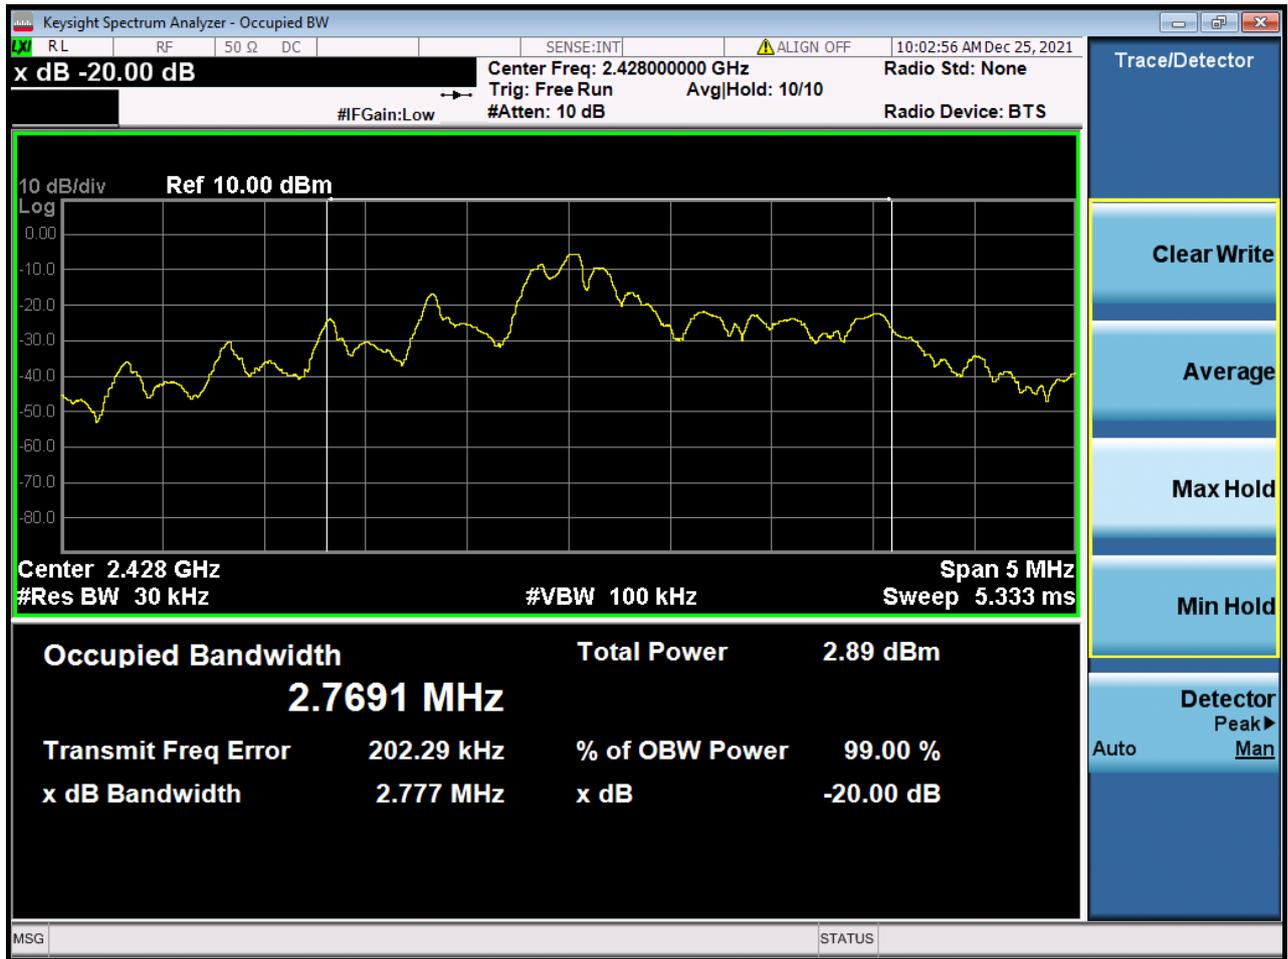 Keysight Spectrum Analyzer - Occupied BW
LXI RL RF 50 Ω DC SENSE:INT ALIGN OFF 10:02:56 AM Dec 25, 2021
x dB -20.00 dB
Center Freq: 2.428000000 GHz Radio Std: None
Trig: Free Run Avg|Hold: 10/10
#IFGain:Low #Atten: 10 dB Radio Device: BTS
Trace/Detector
10 dB/div Ref 10.00 dBm
Log
0.00
-10.0
-20.0
-30.0
-40.0
-50.0
-60.0
-70.0
-80.0
Center 2.428 GHz Span 5 MHz
#Res BW 30 kHz #VBW 100 kHz Sweep 5.333 ms
Occupied Bandwidth Total Power 2.89 dBm
2.7691 MHz
Transmit Freq Error 202.29 kHz % of OBW Power 99.00 %
x dB Bandwidth 2.777 MHz x dB -20.00 dB
Clear Write
Average
Max Hold
Min Hold
Detector
Peak▶
Auto Man
MSG STATUS